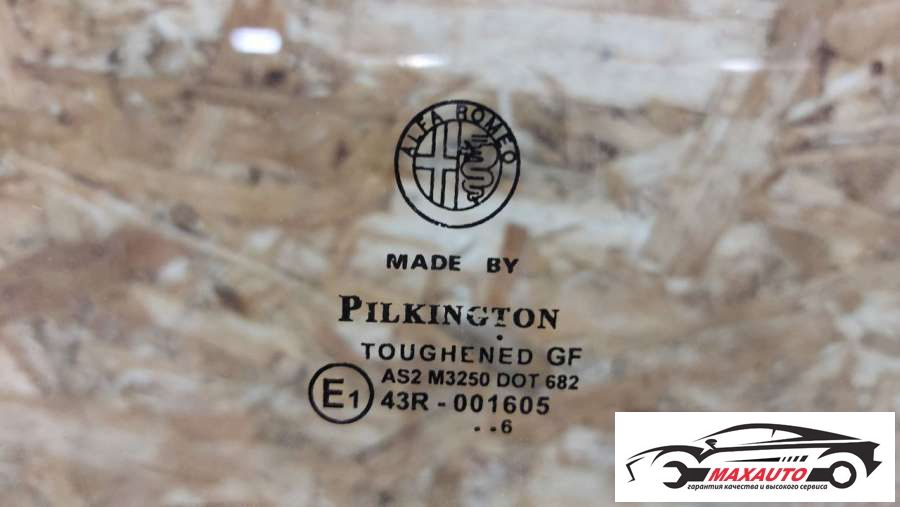 ALFA ROMEO
MADE BY
PILKINGTON
TOUGHENED GF
AS2 M3250 DOT 682
E1
43R - 001605
. . 6
MAXAUTO
гарантия качества и высокого сервиса